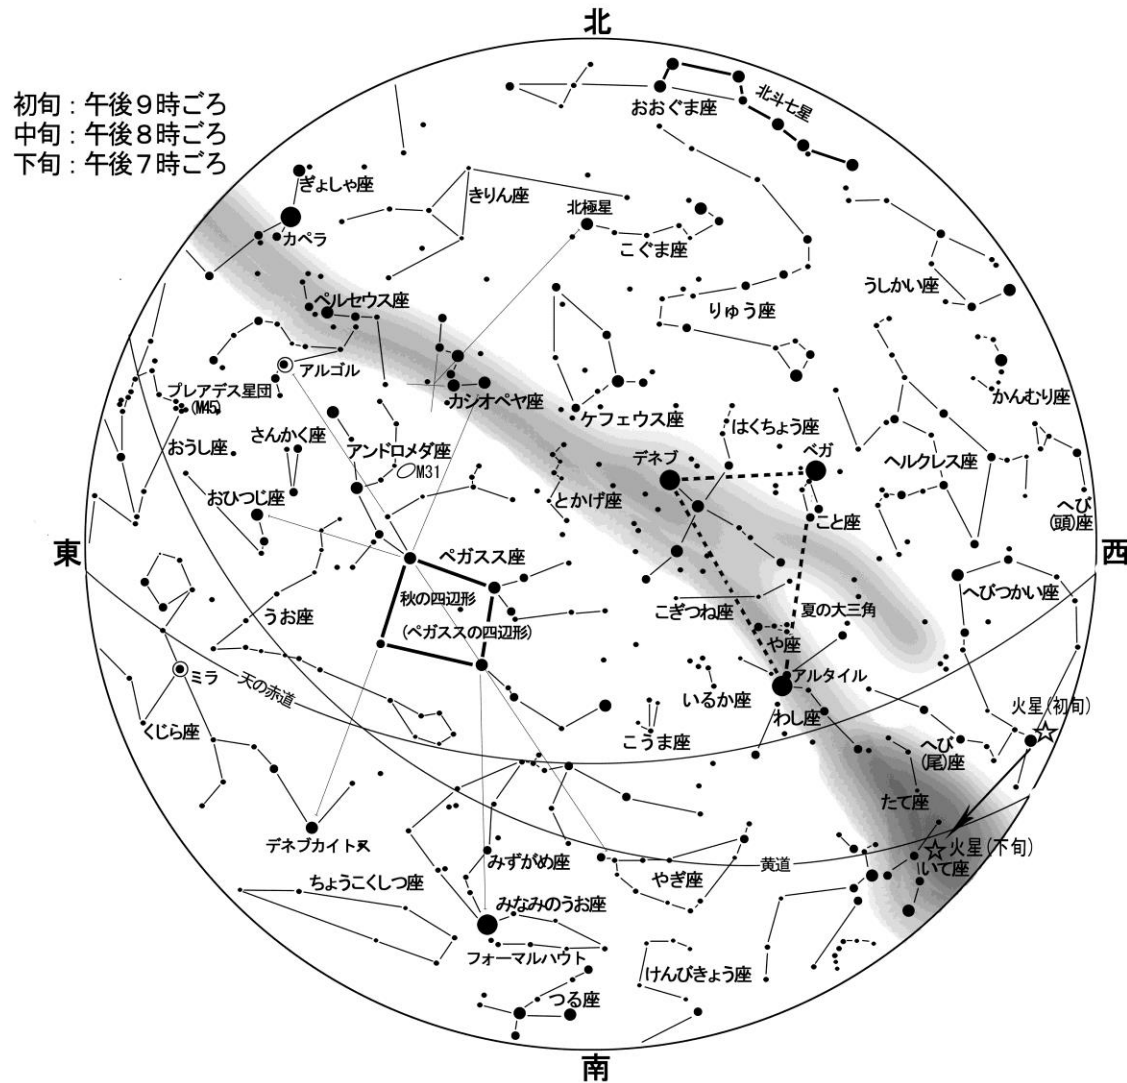 北
初旬：午後９時ごろ
中旬：午後８時ごろ
下旬：午後７時ごろ
おおぐま座
北斗七星
ぎょしゃ座
カペラ
きりん座
北極星
こぐま座
りゅう座
うしかい座
ペルセウス座
アルゴル
カシオペヤ座
ケフェウス座
かんむり座
プレアデス星団
(M45)
おうし座
さんかく座
アンドロメダ座
M31
おひつじ座
とかげ座
はくちょう座
デネブ
ベガ
こと座
ヘルクレス座
へび
(頭)座
東
西
ペガスス座
秋の四辺形
(ペガススの四辺形)
うお座
こぎつね座
夏の大三角
へびつかい座
や座
アルタイル
わし座
いるか座
こうま座
ミラ
天の赤道
くじら座
火星(初旬)
へび
(尾)座
たて座
火星(下旬)
いて座
黄道
デネブカイトス
みずがめ座
やぎ座
ちょうこくしつ座
みなみのうお座
フォーマルハウト
けんびきょう座
つる座
南